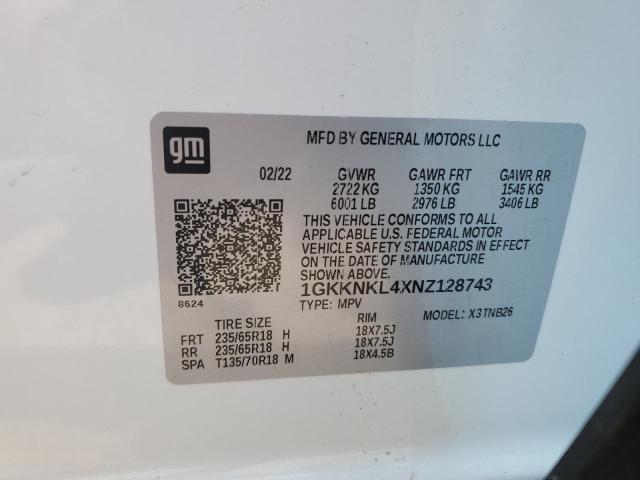 gm
MFD BY GENERAL MOTORS LLC
02/22 GVWR GAWR FRT GAWR RR
2722 KG 1350 KG 1545 KG
6001 LB 2976 LB 3406 LB
THIS VEHICLE CONFORMS TO ALL
APPLICABLE U.S. FEDERAL MOTOR
VEHICLE SAFETY STANDARDS IN EFFECT
ON THE DATE OF MANUFACTURE
SHOWN ABOVE.
8624
1GKKNKL4XNZ128743
TYPE: MPV MODEL: X3TNB26
TIRE SIZE RIM
FRT 235/65R18 H 18X7.5J
RR 235/65R18 H 18X7.5J
SPA T135/70R18 M 18X4.5B